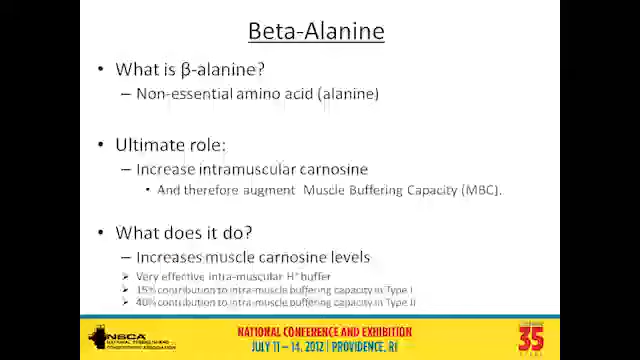 Beta-Alanine
• What is β-alanine?
– Non-essential amino acid (alanine)
• Ultimate role:
– Increase intramuscular carnosine
• And therefore augment Muscle Buffering Capacity (MBC).
• What does it do?
– Increases muscle carnosine levels
➢ Very effective intra-muscular H⁺ buffer
➢ 15% contribution to intra-muscle buffering capacity in Type I
➢ 40% contribution to intra-muscle buffering capacity in Type II
NSCA
NATIONAL STRENGTH AND
CONDITIONING ASSOCIATION
NATIONAL CONFERENCE AND EXHIBITION
JULY 11 – 14, 2012 | PROVIDENCE, RI
35
YEARS